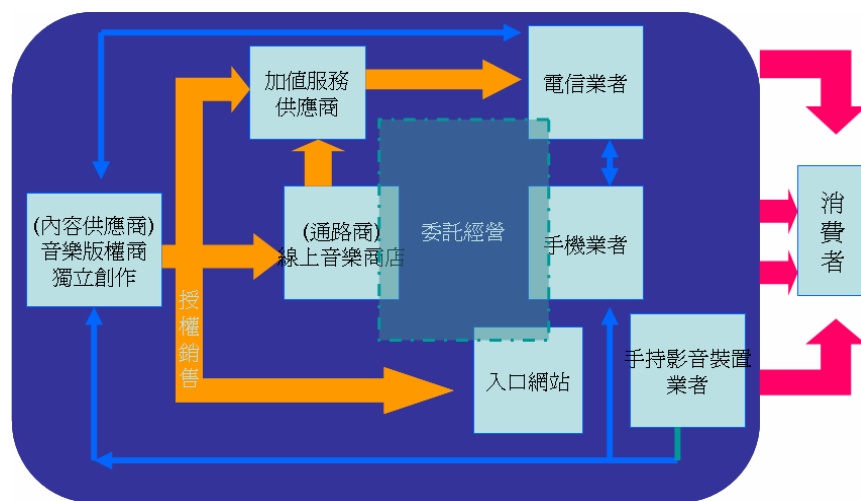 加值服務
供應商
電信業者
(內容供應商)
音樂版權商
獨立創作
(通路商)
線上音樂商店
委託經營
手機業者
消費者
授權銷售
入口網站
手持影音裝置
業者